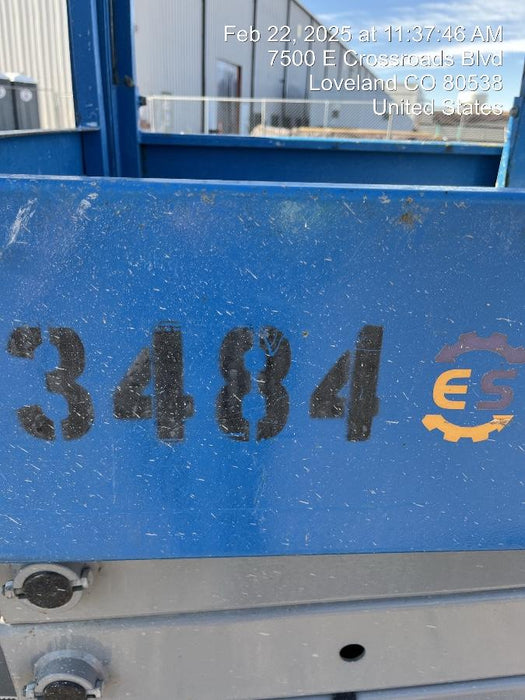 Feb 22, 2025 at 11:37:46 AM
7500 E Crossroads Blvd
Loveland CO 80538
United States
3484
ES